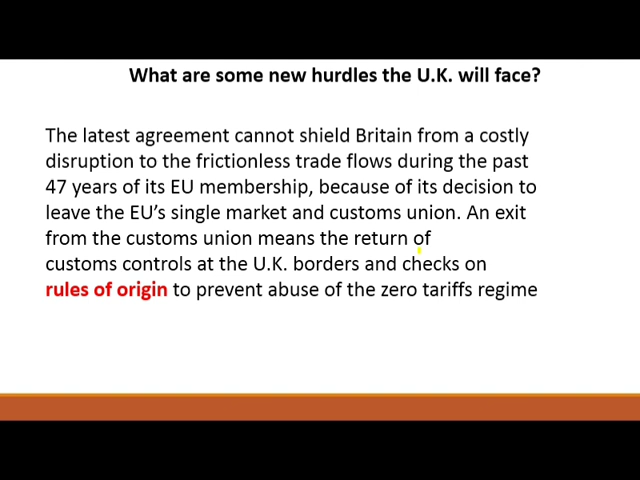 What are some new hurdles the U.K. will face?
The latest agreement cannot shield Britain from a costly
disruption to the frictionless trade flows during the past
47 years of its EU membership, because of its decision to
leave the EU’s single market and customs union. An exit
from the customs union means the return of
customs controls at the U.K. borders and checks on
rules of origin to prevent abuse of the zero tariffs regime